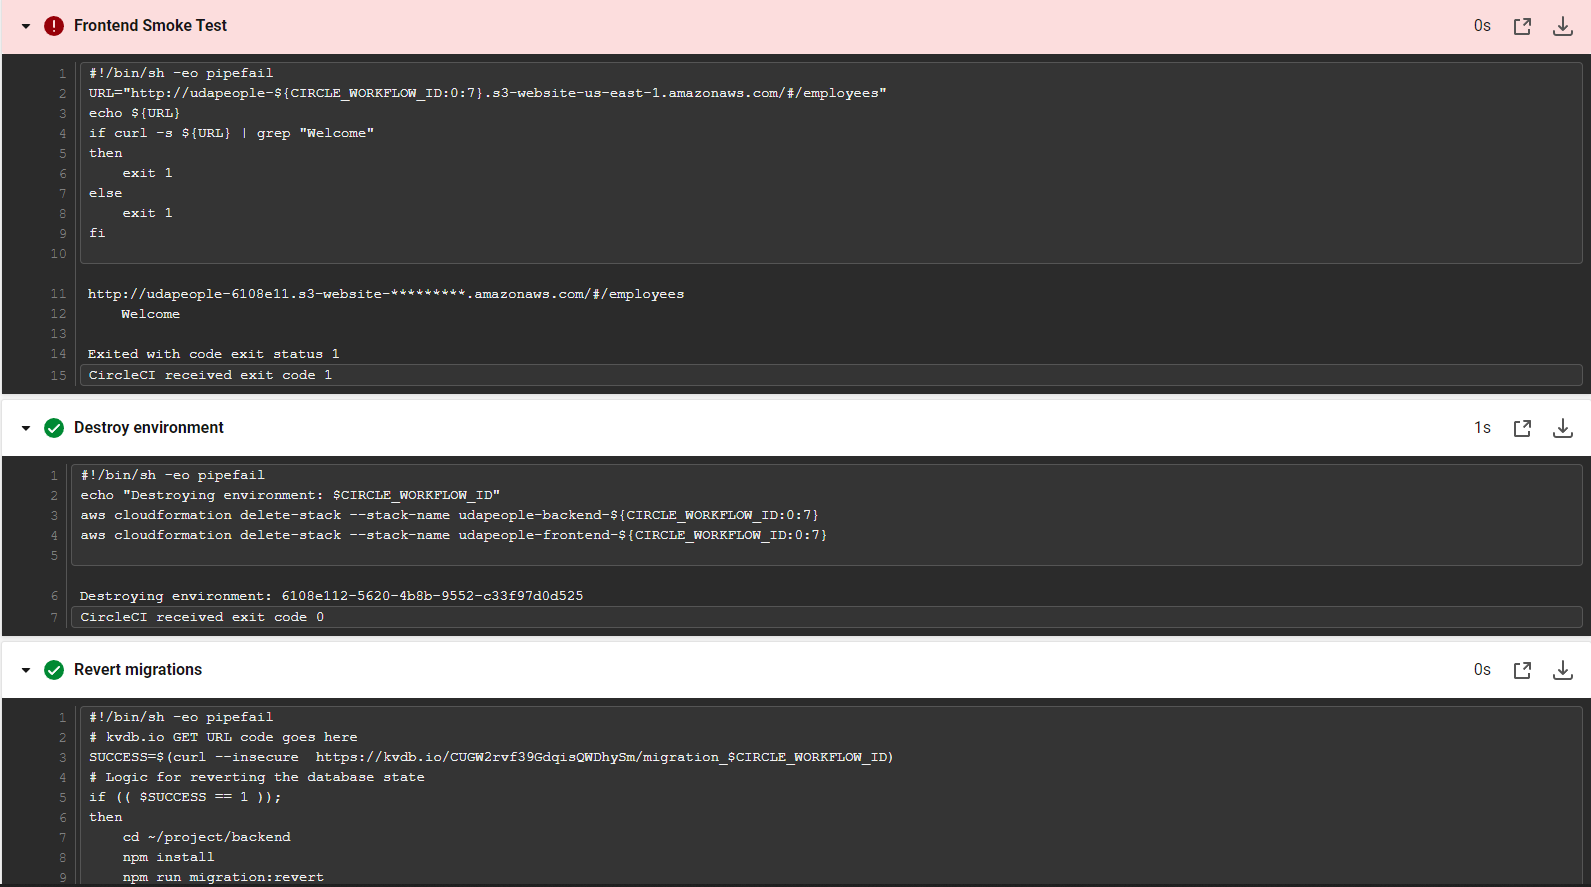 Frontend Smoke Test 0s
1 #!/bin/sh -eo pipefail
2 URL="http://udapeople-${CIRCLE_WORKFLOW_ID:0:7}.s3-website-us-east-1.amazonaws.com/#/employees"
3 echo ${URL}
4 if curl -s ${URL} | grep "Welcome"
5 then
6 exit 1
7 else
8 exit 1
9 fi
10
11 http://udapeople-6108e11.s3-website-*********.amazonaws.com/#/employees
12 Welcome
13
14 Exited with code exit status 1
15 CircleCI received exit code 1
Destroy environment 1s
1 #!/bin/sh -eo pipefail
2 echo "Destroying environment: $CIRCLE_WORKFLOW_ID"
3 aws cloudformation delete-stack --stack-name udapeople-backend-${CIRCLE_WORKFLOW_ID:0:7}
4 aws cloudformation delete-stack --stack-name udapeople-frontend-${CIRCLE_WORKFLOW_ID:0:7}
5
6 Destroying environment: 6108e112-5620-4b8b-9552-c33f97d0d525
7 CircleCI received exit code 0
Revert migrations 0s
1 #!/bin/sh -eo pipefail
2 # kvdb.io GET URL code goes here
3 SUCCESS=$(curl --insecure  https://kvdb.io/CUGW2rvf39GdqisQWDhySm/migration_$CIRCLE_WORKFLOW_ID)
4 # Logic for reverting the database state
5 if (( $SUCCESS == 1 ));
6 then
7 cd ~/project/backend
8 npm install
9 npm run migration:revert